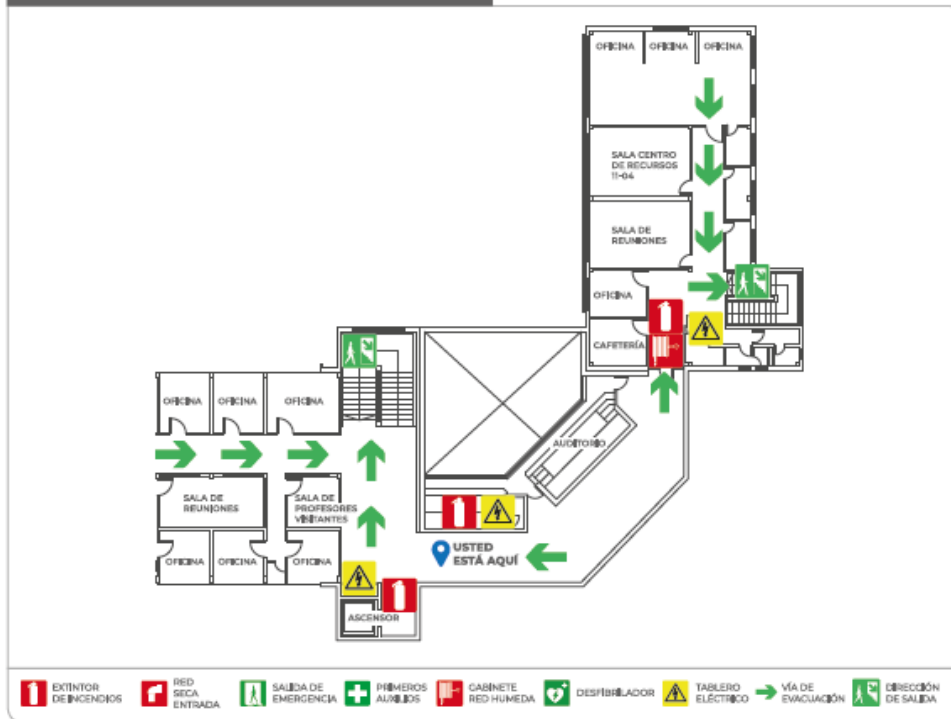 OFICINA OFICINA OFICINA
SALA CENTRO
DE RECURSOS
11-04
SALA DE
REUNIONES
OFICINA
CAFETERÍA
OFICINA OFICINA OFICINA
AUDITORIO
SALA DE
REUNIONES
SALA DE
PROFESORES
VISITANTES
USTED
ESTÁ AQUÍ
OFICINA OFICINA OFICINA
ASCENSOR
EXTINTOR
DE INCENDIOS
RED
SECA
ENTRADA
SALIDA DE
EMERGENCIA
PRIMEROS
AUXILIOS
GABINETE
RED HUMEDA
DESFIBRILADOR
TABLERO
ELÉCTRICO
VÍA DE
EVACUACIÓN
DIRECCIÓN
DE SALIDA